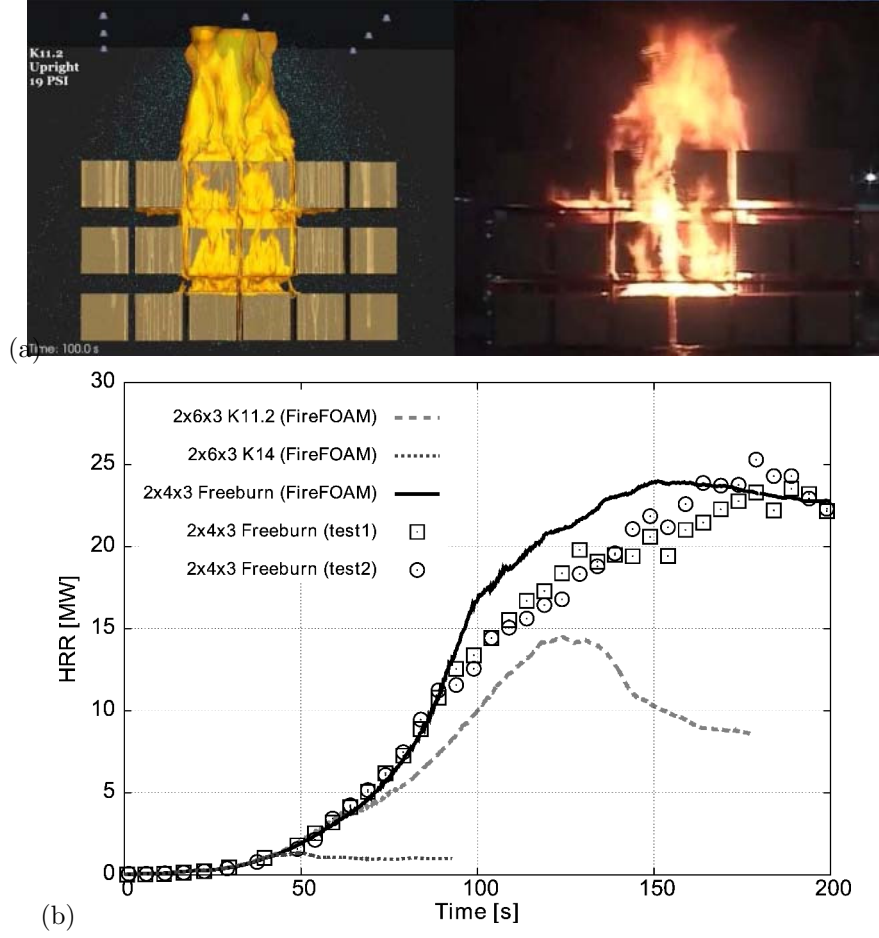 K11.2
Upright
19 PSI
Time: 100.0 s
(a)
30
25
20
15
10
5
0
HRR [MW]
2x6x3 K11.2 (FireFOAM)
2x6x3 K14 (FireFOAM)
2x4x3 Freeburn (FireFOAM)
2x4x3 Freeburn (test1)
2x4x3 Freeburn (test2)
0 50 100 150 200
Time [s]
(b)